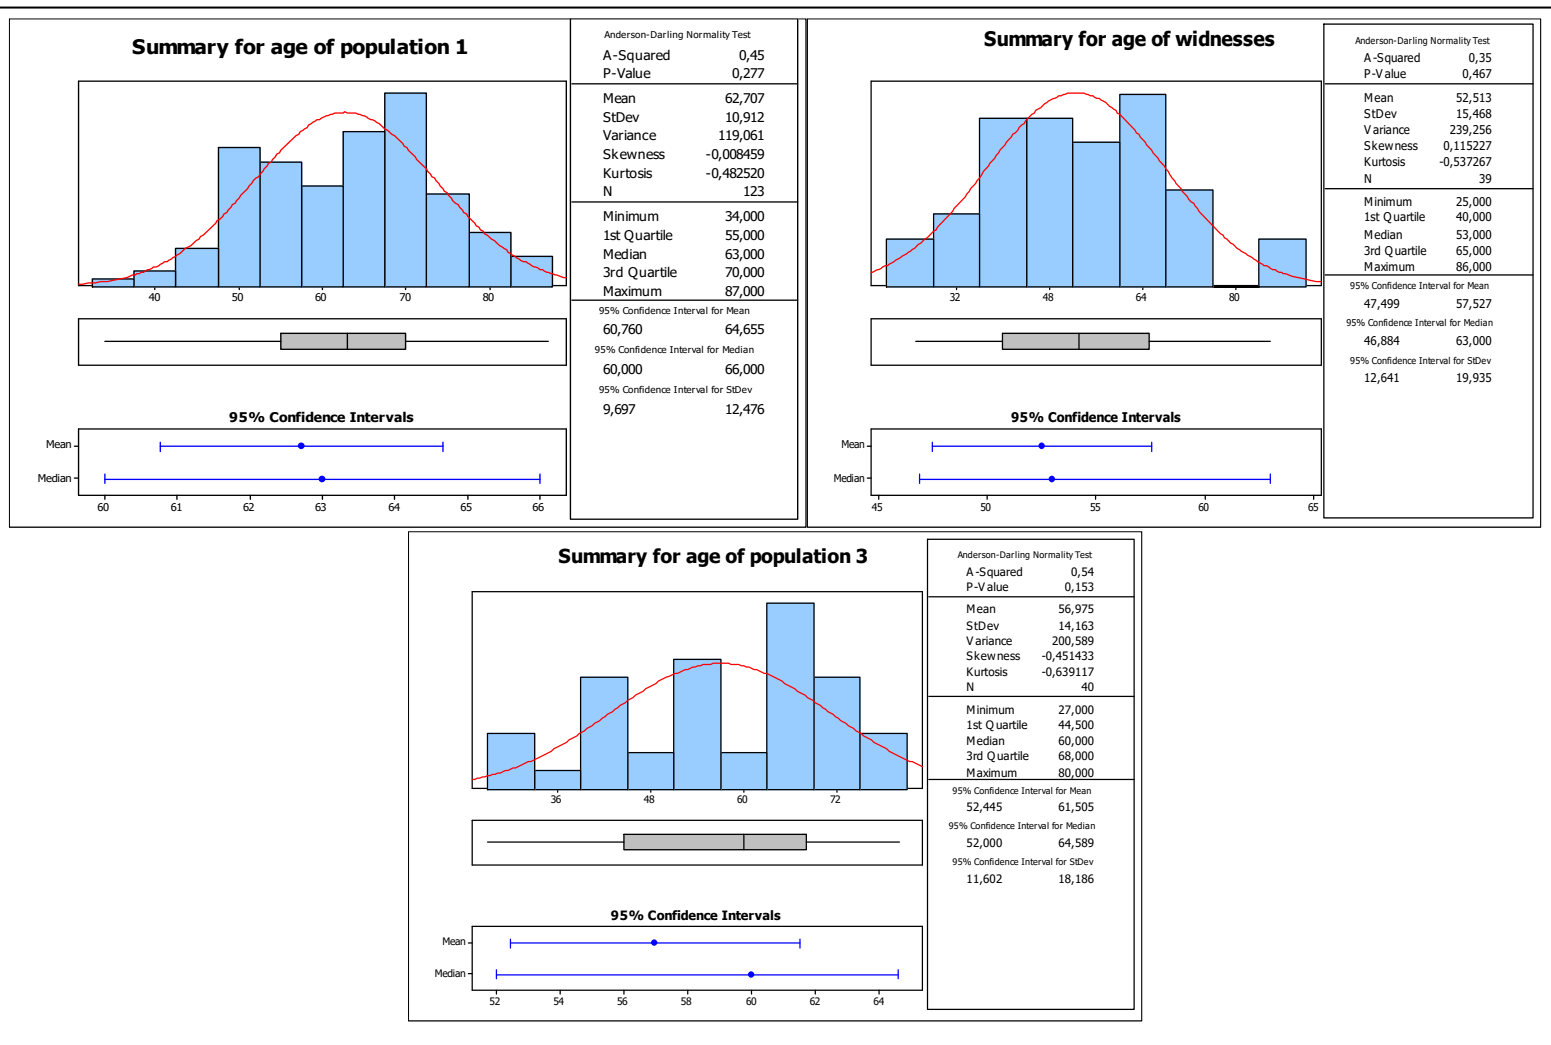 Summary for age of population 1
40 50 60 70 80
95% Confidence Intervals
Mean
Median
60 61 62 63 64 65 66
Anderson-Darling Normality Test
A-Squared 0,45
P-Value 0,277
Mean 62,707
StDev 10,912
Variance 119,061
Skewness -0,008459
Kurtosis -0,482520
N 123
Minimum 34,000
1st Quartile 55,000
Median 63,000
3rd Quartile 70,000
Maximum 87,000
95% Confidence Interval for Mean
60,760 64,655
95% Confidence Interval for Median
60,000 66,000
95% Confidence Interval for StDev
9,697 12,476
Summary for age of widnesses
32 48 64 80
95% Confidence Intervals
Mean
Median
45 50 55 60 65
Anderson-Darling Normality Test
A-Squared 0,35
P-Value 0,467
Mean 52,513
StDev 15,468
Variance 239,256
Skewness 0,115227
Kurtosis -0,537267
N 39
Minimum 25,000
1st Quartile 40,000
Median 53,000
3rd Quartile 65,000
Maximum 86,000
95% Confidence Interval for Mean
47,499 57,527
95% Confidence Interval for Median
46,884 63,000
95% Confidence Interval for StDev
12,641 19,935
Summary for age of population 3
36 48 60 72
95% Confidence Intervals
Mean
Median
52 54 56 58 60 62 64
Anderson-Darling Normality Test
A-Squared 0,54
P-Value 0,153
Mean 56,975
StDev 14,163
Variance 200,589
Skewness -0,451433
Kurtosis -0,639117
N 40
Minimum 27,000
1st Quartile 44,500
Median 60,000
3rd Quartile 68,000
Maximum 80,000
95% Confidence Interval for Mean
52,445 61,505
95% Confidence Interval for Median
52,000 64,589
95% Confidence Interval for StDev
11,602 18,186